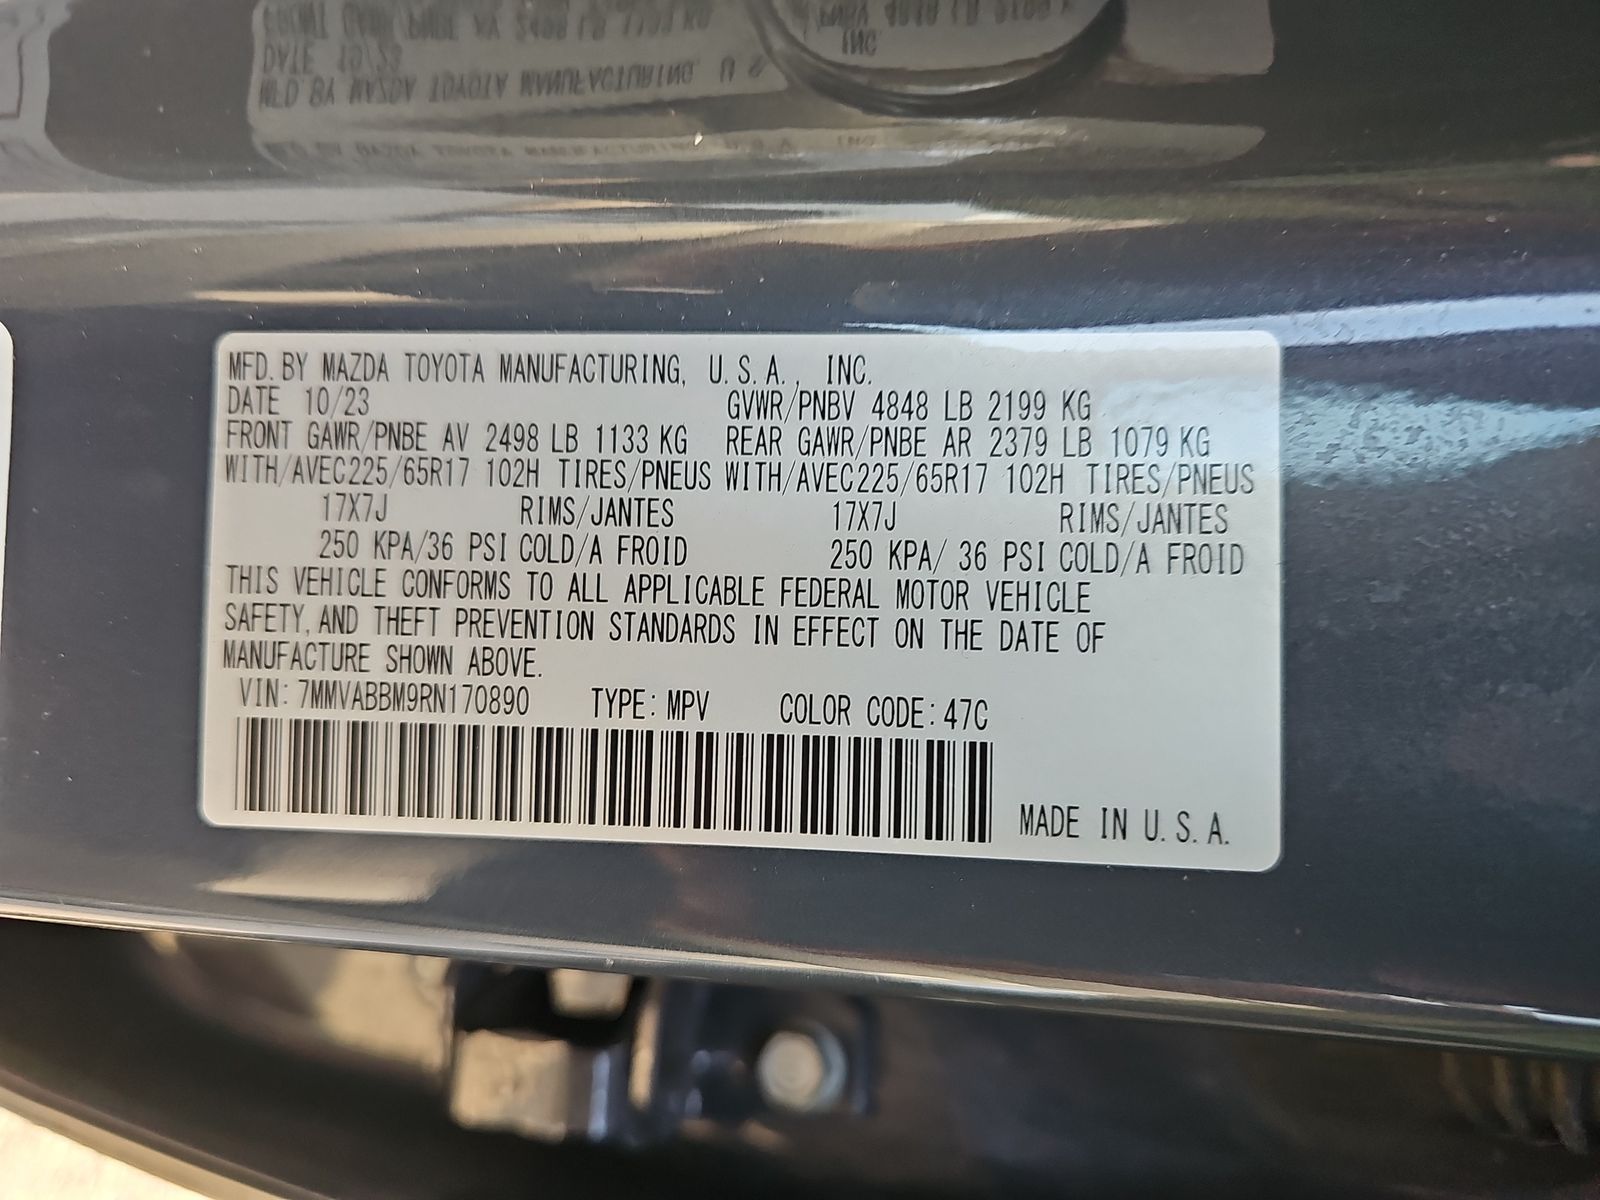 MFD. BY MAZDA TOYOTA MANUFACTURING, U.S.A., INC.
DATE 10/23 GVWR/PNBV 4848 LB 2199 KG
FRONT GAWR/PNBE AV 2498 LB 1133 KG REAR GAWR/PNBE AR 2379 LB 1079 KG
WITH/AVEC225/65R17 102H TIRES/PNEUS WITH/AVEC225/65R17 102H TIRES/PNEUS
17X7J RIMS/JANTES 17X7J RIMS/JANTES
250 KPA/36 PSI COLD/A FROID 250 KPA/ 36 PSI COLD/A FROID
THIS VEHICLE CONFORMS TO ALL APPLICABLE FEDERAL MOTOR VEHICLE
SAFETY, AND THEFT PREVENTION STANDARDS IN EFFECT ON THE DATE OF
MANUFACTURE SHOWN ABOVE.
VIN: 7MMVABBM9RN170890 TYPE: MPV COLOR CODE: 47C
MADE IN U.S.A.